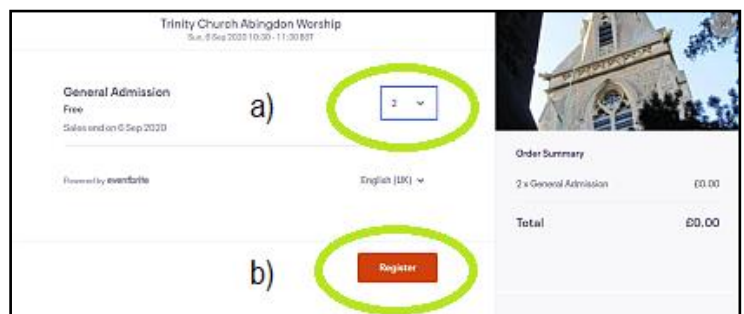 Trinity Church Abingdon Worship
Sun, 6 Sep 2020 10:30 - 11:30 BST
General Admission
Free
Sales end on 6 Sep 2020
a)
2
Powered by eventbrite
English (UK)
b)
Register
Order Summary
2 x General Admission £0.00
Total £0.00